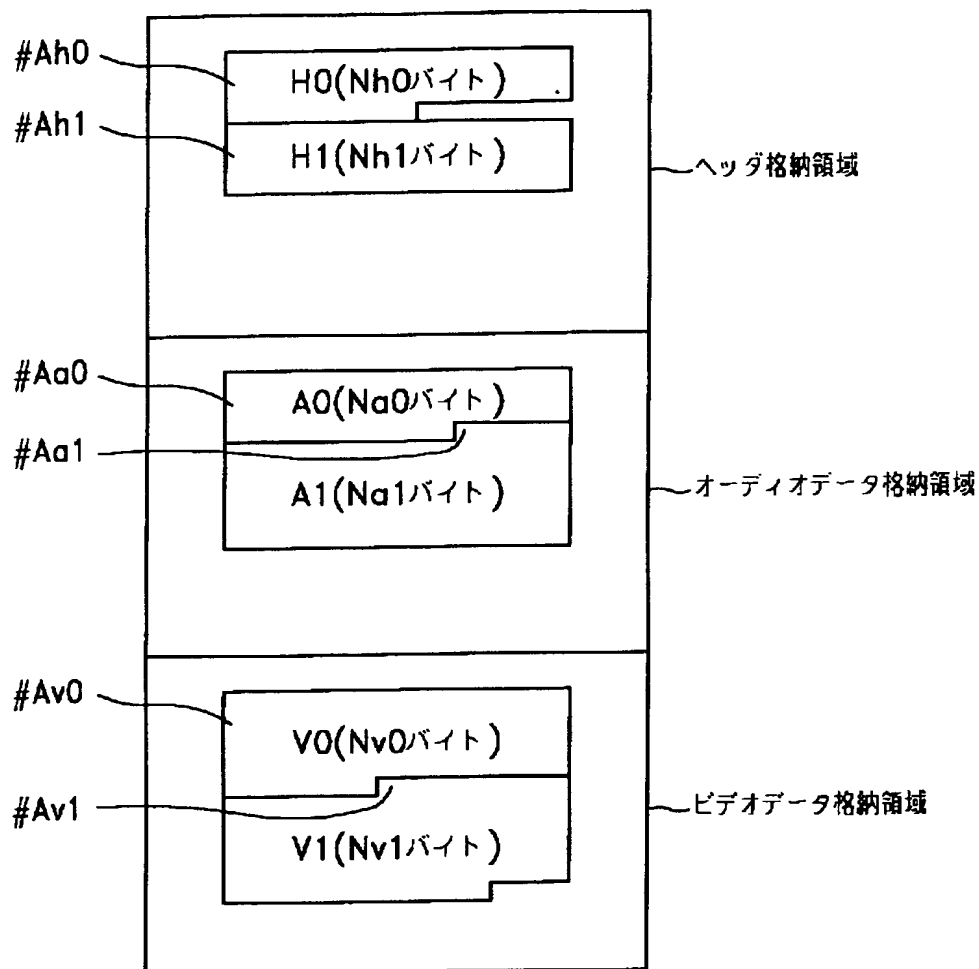 #Ah0
H0(Nh0バイト)
#Ah1
H1(Nh1バイト)
ヘッダ格納領域
#Aa0
A0(Na0バイト)
#Aa1
A1(Na1バイト)
オーディオデータ格納領域
#Av0
V0(Nv0バイト)
#Av1
V1(Nv1バイト)
ビデオデータ格納領域